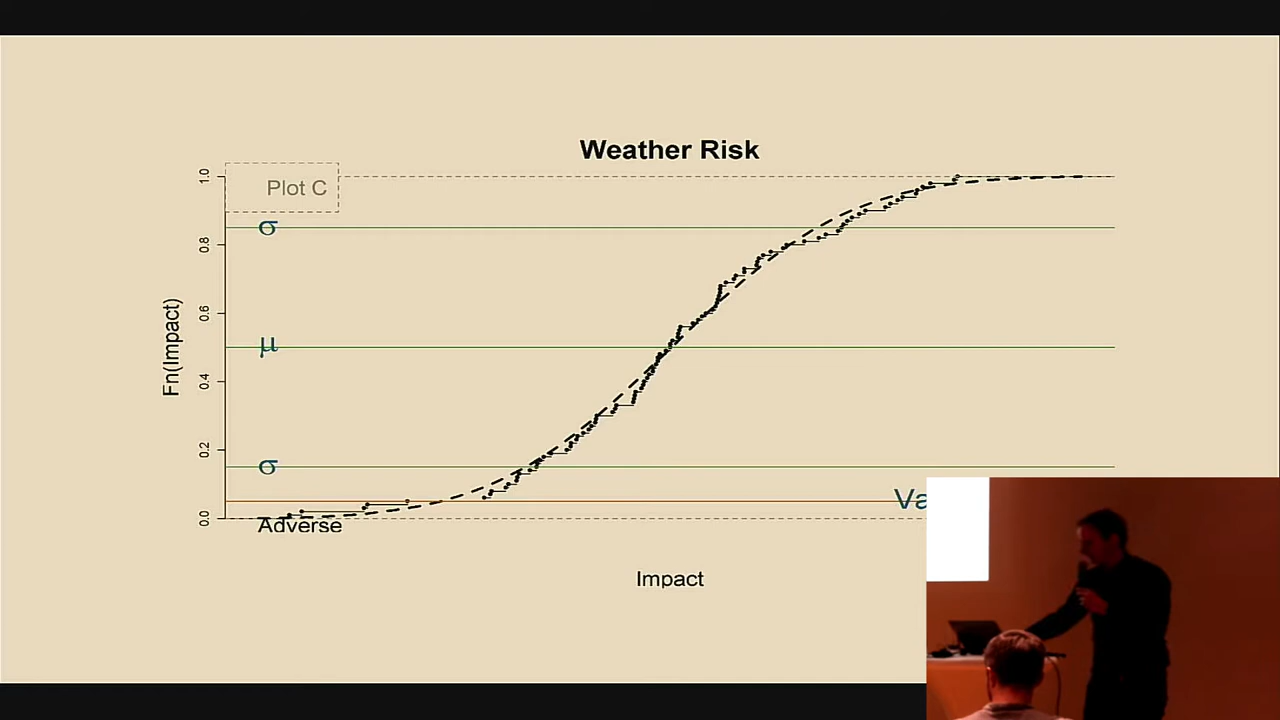 Weather Risk
Plot C
1.0
σ
0.8
0.6
Fn(Impact)
μ
0.4
0.2
σ
0.0
Adverse
Impact